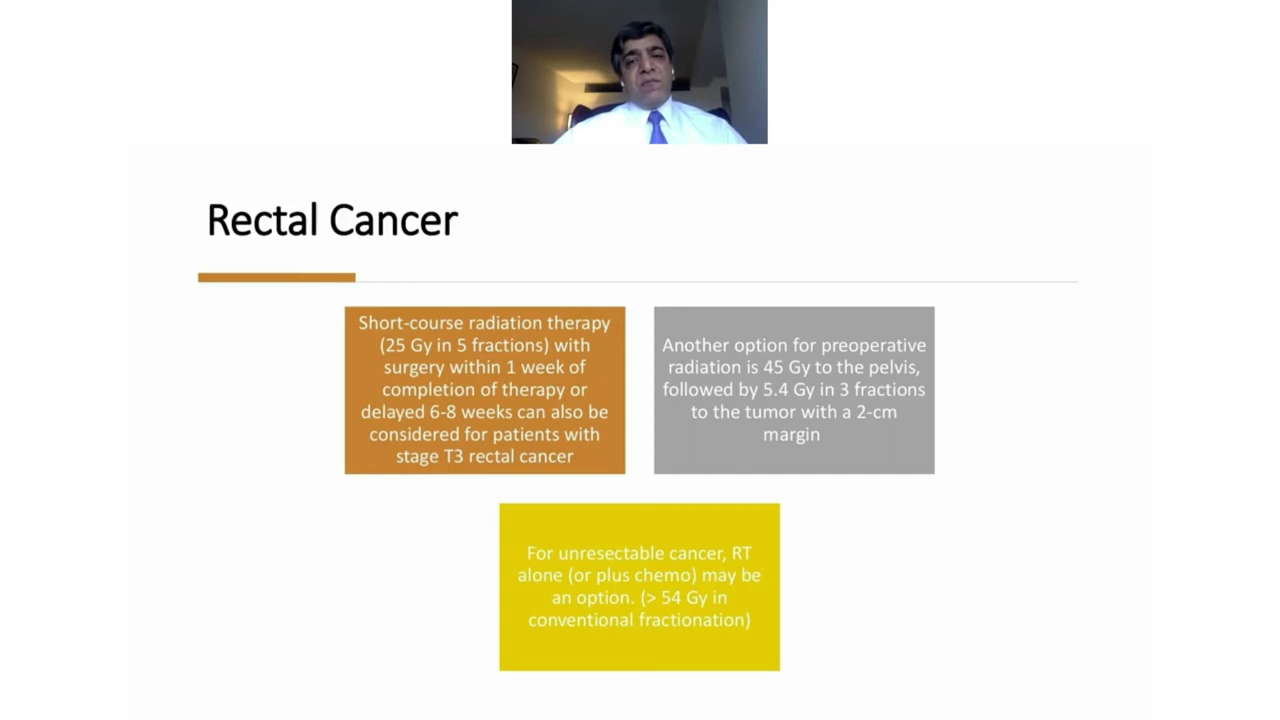 Rectal Cancer
Short-course radiation therapy
(25 Gy in 5 fractions) with
surgery within 1 week of
completion of therapy or
delayed 6-8 weeks can also be
considered for patients with
stage T3 rectal cancer
Another option for preoperative
radiation is 45 Gy to the pelvis,
followed by 5.4 Gy in 3 fractions
to the tumor with a 2-cm
margin
For unresectable cancer, RT
alone (or plus chemo) may be
an option. (> 54 Gy in
conventional fractionation)